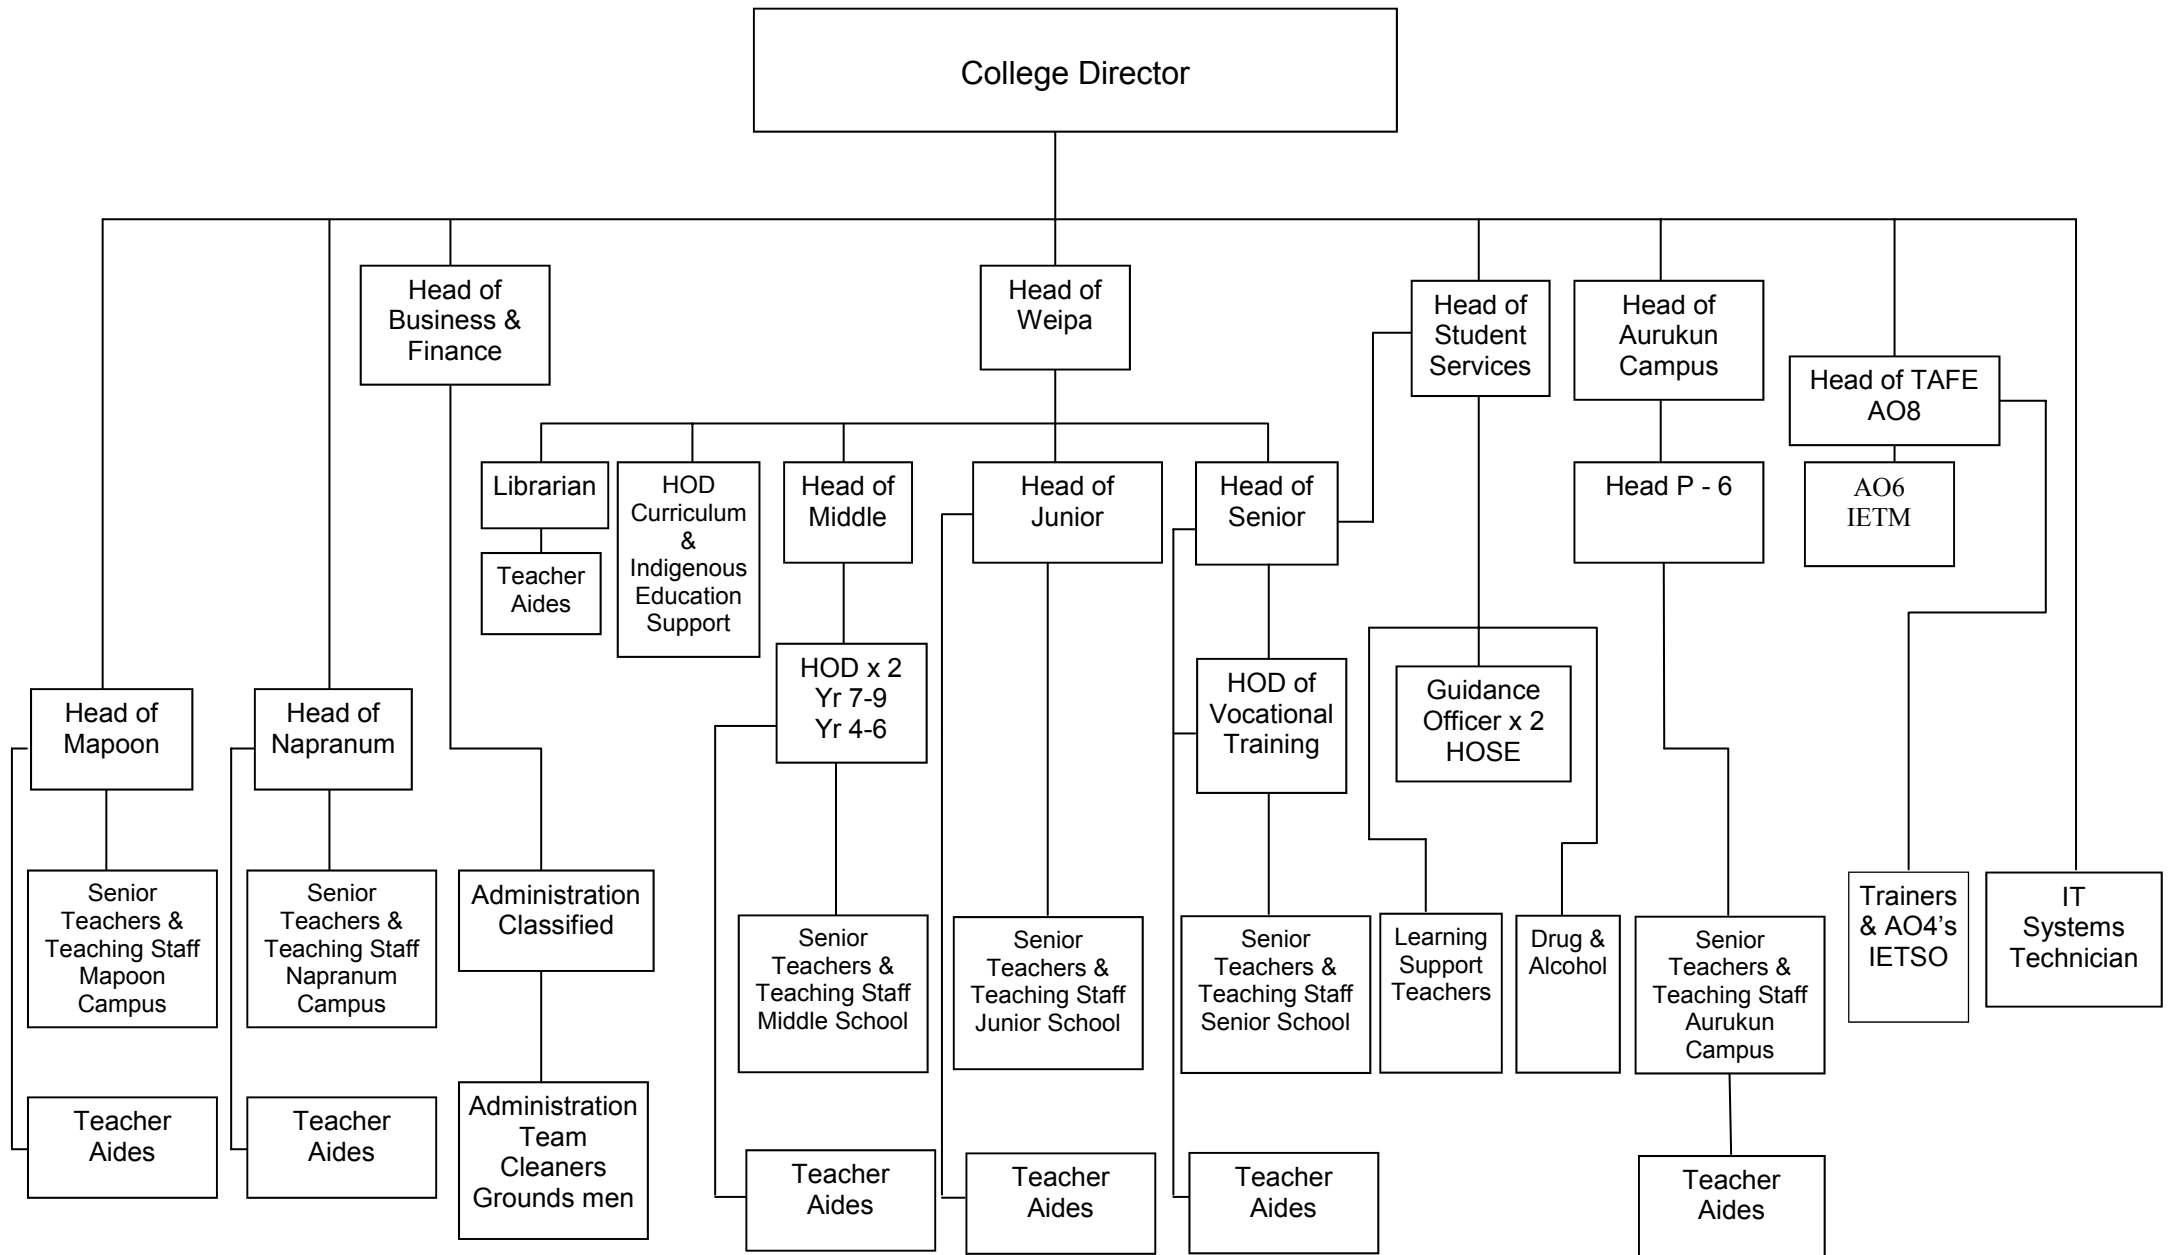 College Director
Head of
Business &
Finance
Head of
Weipa
Head of
Student
Services
Head of
Aurukun
Campus
Head of TAFE
AO8
Librarian
HOD
Curriculum
&
Indigenous
Education
Support
Head of
Middle
Head of
Junior
Head of
Senior
Head P - 6
AO6
IETM
Teacher
Aides
HOD x 2
Yr 7-9
Yr 4-6
HOD of
Vocational
Training
Guidance
Officer x 2
HOSE
Head of
Mapoon
Head of
Napranum
Senior
Teachers &
Teaching Staff
Mapoon
Campus
Senior
Teachers &
Teaching Staff
Napranum
Campus
Administration
Classified
Senior
Teachers &
Teaching Staff
Middle School
Senior
Teachers &
Teaching Staff
Junior School
Senior
Teachers &
Teaching Staff
Senior School
Learning
Support
Teachers
Drug &
Alcohol
Senior
Teachers &
Teaching Staff
Aurukun
Campus
Trainers
& AO4’s
IETSO
IT
Systems
Technician
Teacher
Aides
Teacher
Aides
Administration
Team
Cleaners
Grounds men
Teacher
Aides
Teacher
Aides
Teacher
Aides
Teacher
Aides